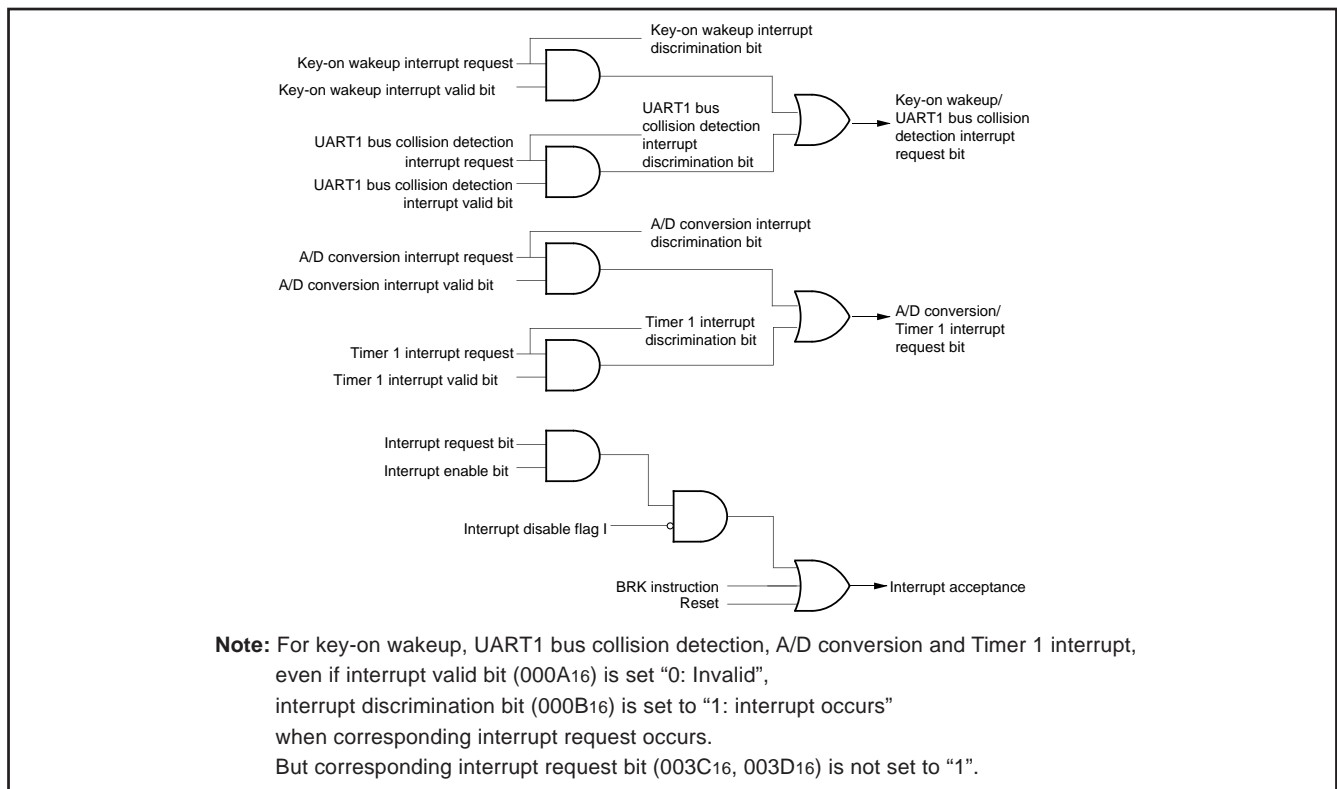 Key-on wakeup interrupt
discrimination bit
Key-on wakeup interrupt request
Key-on wakeup interrupt valid bit
Key-on wakeup/
UART1 bus collision
detection interrupt
request bit
UART1 bus
collision detection
interrupt
discrimination bit
UART1 bus collision detection
interrupt request
UART1 bus collision detection
interrupt valid bit
A/D conversion interrupt
discrimination bit
A/D conversion interrupt request
A/D conversion interrupt valid bit
A/D conversion/
Timer 1 interrupt
request bit
Timer 1 interrupt
discrimination bit
Timer 1 interrupt request
Timer 1 interrupt valid bit
Interrupt request bit
Interrupt enable bit
Interrupt disable flag I
BRK instruction
Reset
Interrupt acceptance
Note: For key-on wakeup, UART1 bus collision detection, A/D conversion and Timer 1 interrupt,
even if interrupt valid bit (000A16) is set “0: Invalid”,
interrupt discrimination bit (000B16) is set to “1: interrupt occurs”
when corresponding interrupt request occurs.
But corresponding interrupt request bit (003C16, 003D16) is not set to “1”.